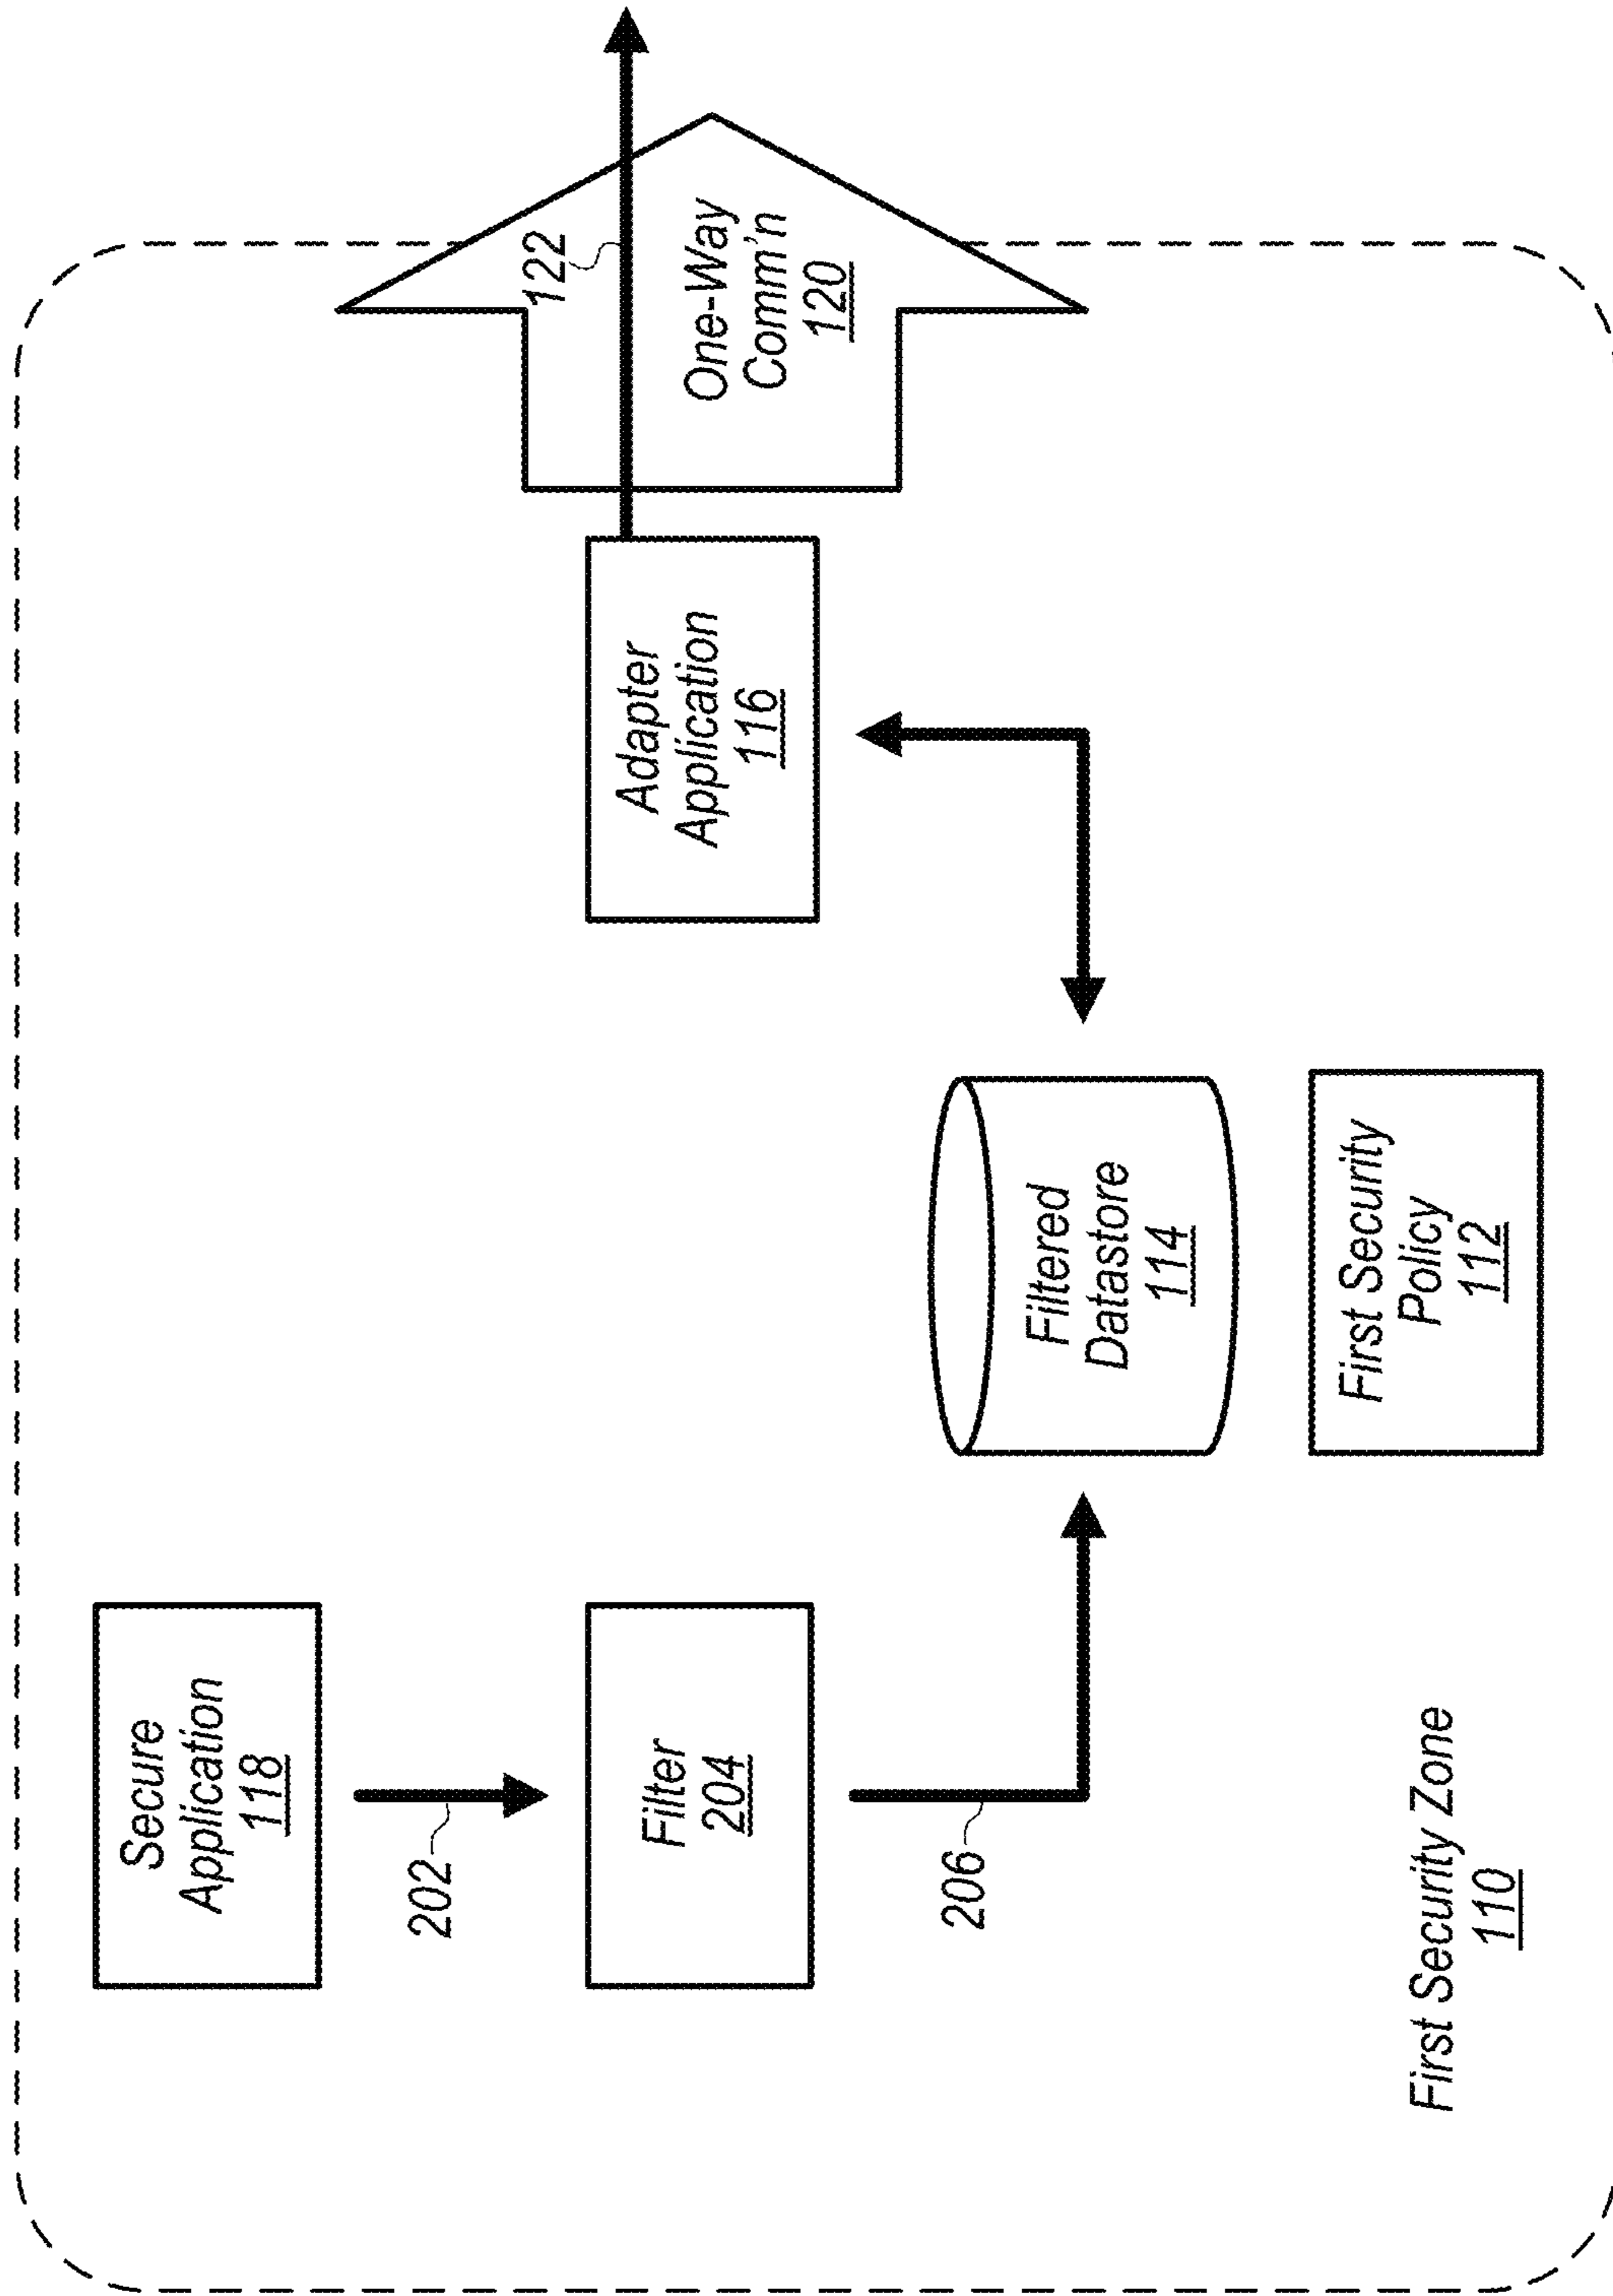 Secure
Application
118
202
Filter
204
206
First Security Zone
110
Filtered
Datastore
114
First Security
Policy
112
Adapter
Application
116
122
One-Way
Comm'n
120